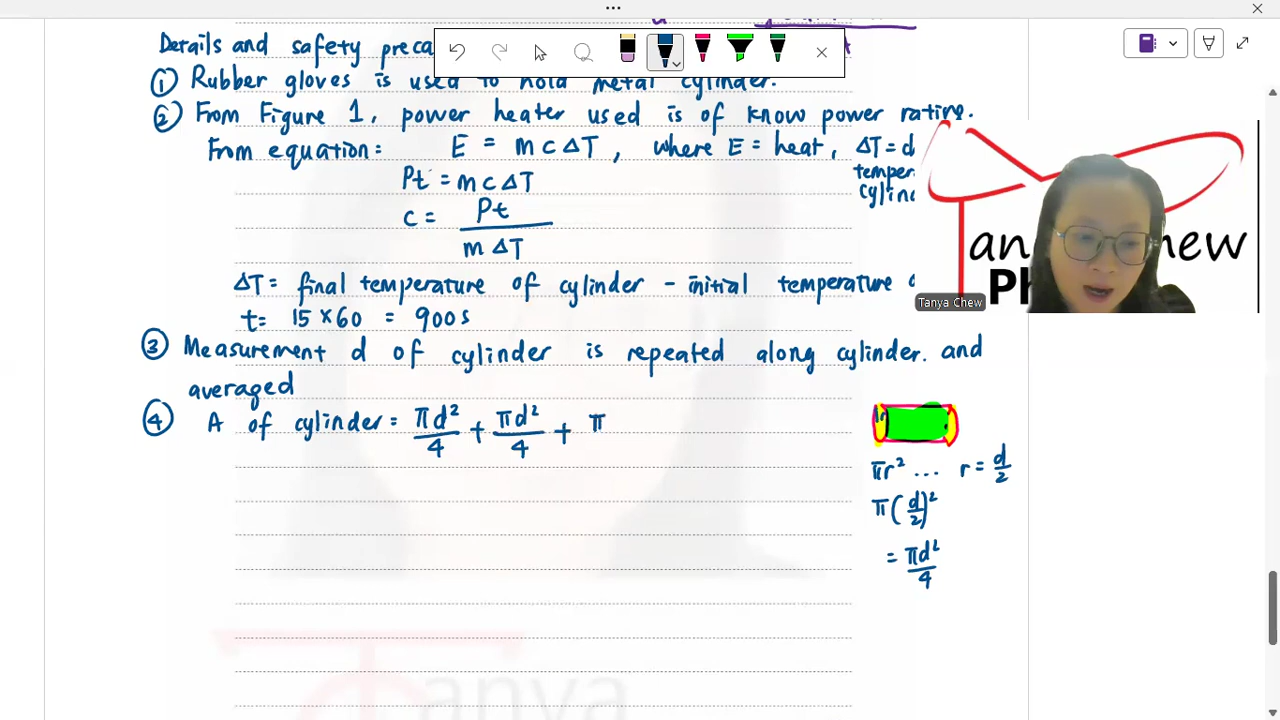 Details and safety
① Rubber gloves is used to hold metal cylinder.
② From Figure 1, power heater used is of know power rating.
From equation: E = mcΔT, where E = heat, ΔT =
Pt = mcΔT
c = Pt / mΔT
ΔT = final temperature of cylinder - initial temperature
t = 15 × 60 = 900s
③ Measurement d of cylinder is repeated along cylinder. and
averaged
④ A of cylinder = πd²/4 + πd²/4 + π
πr² ... r = d/2
π(d/2)²
= πd²/4
Tanya Chew
Tanya